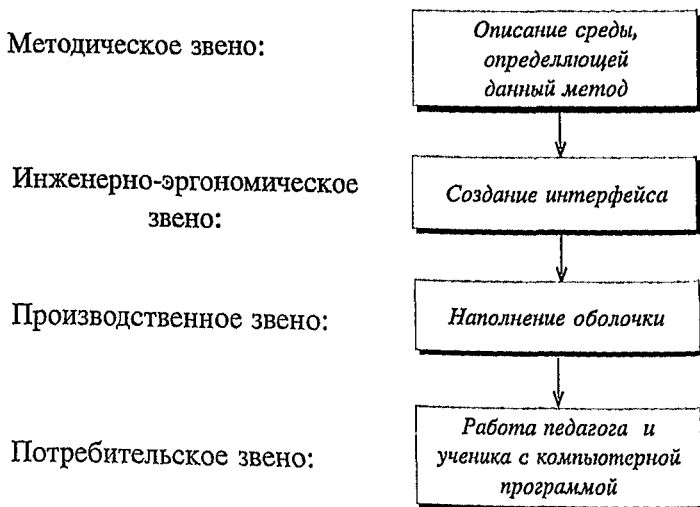 Методическое звено:
Описание среды,
определяющей
данный метод
Инженерно-эргономическое
звено:
Создание интерфейса
Производственное звено:
Наполнение оболочки
Потребительское звено:
Работа педагога и
ученика с компьютерной
программой